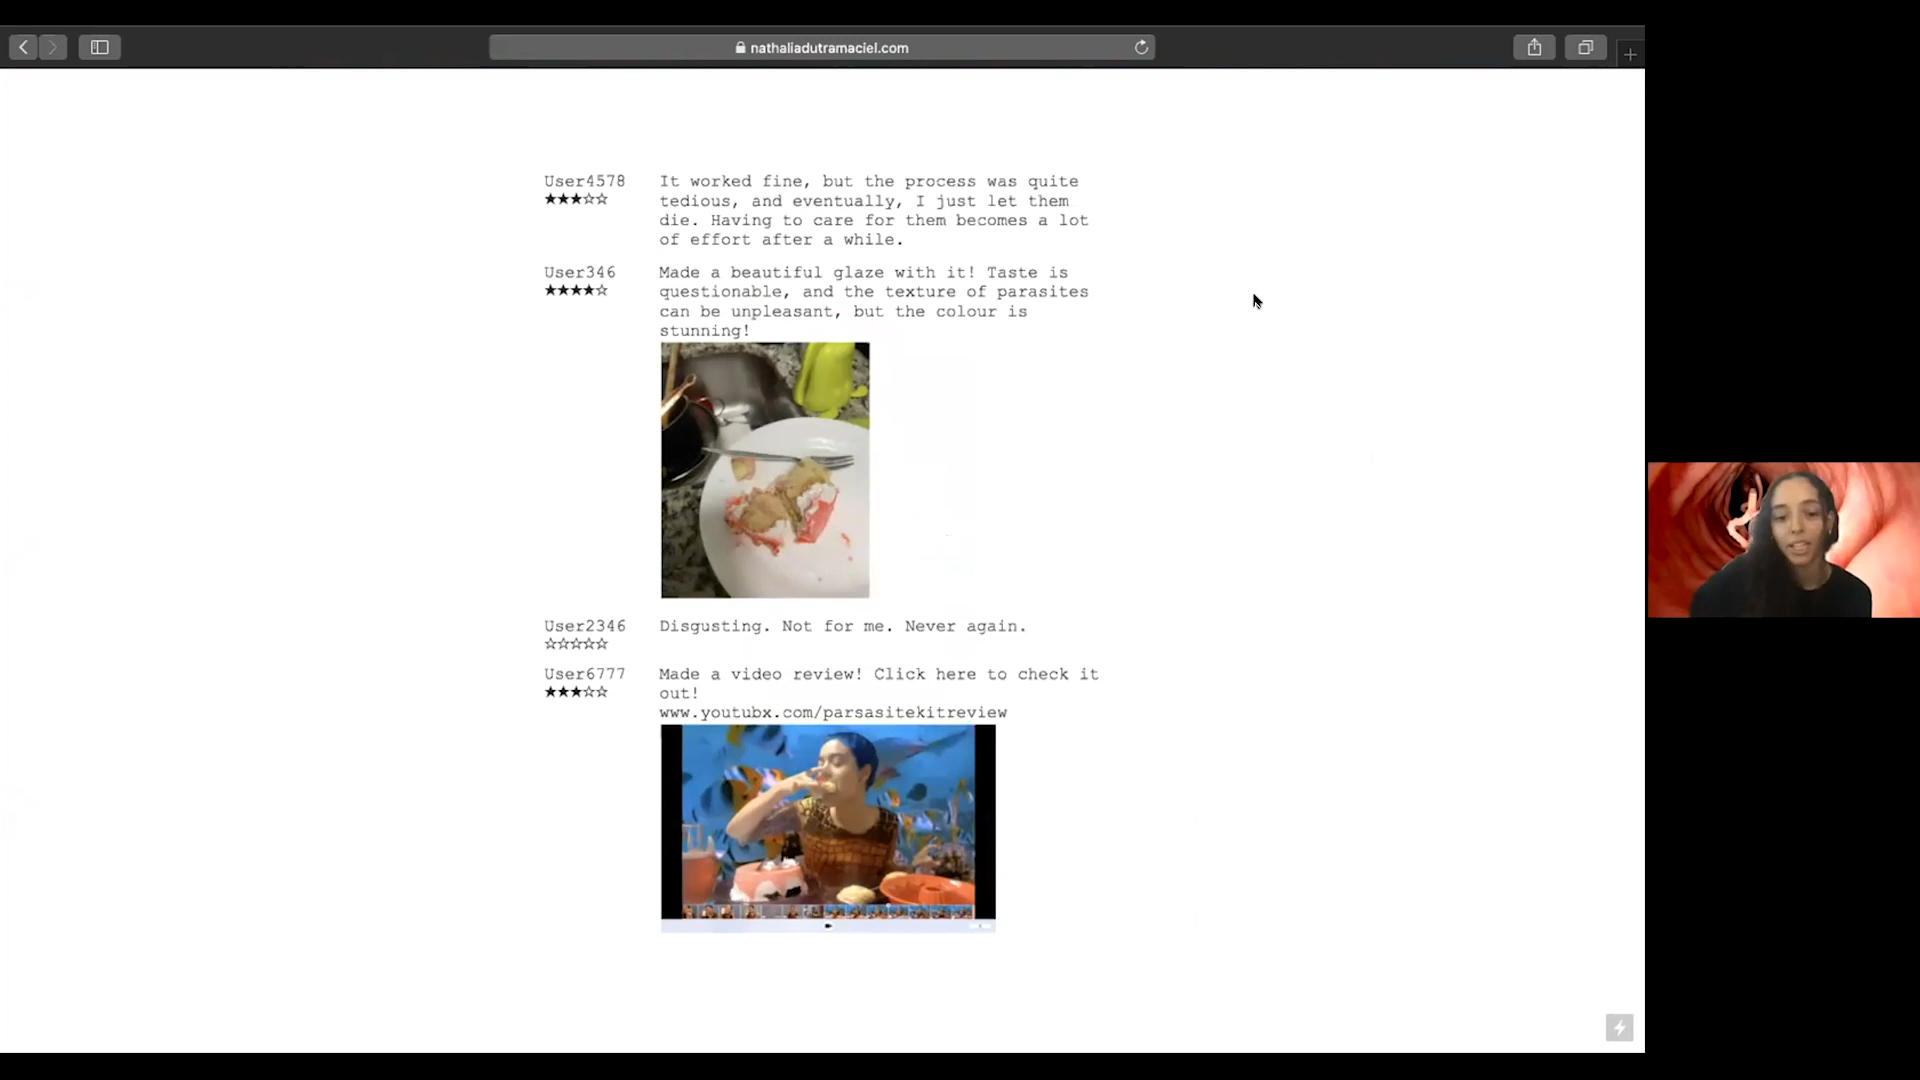 nathaliadutramaciel.com
User4578
★★★☆☆
It worked fine, but the process was quite
tedious, and eventually, I just let them
die. Having to care for them becomes a lot
of effort after a while.
User346
★★★★☆
Made a beautiful glaze with it! Taste is
questionable, and the texture of parasites
can be unpleasant, but the colour is
stunning!
User2346
☆☆☆☆☆
Disgusting. Not for me. Never again.
User6777
★★★☆☆
Made a video review! Click here to check it
out!
www.youtubx.com/parsasitekitreview